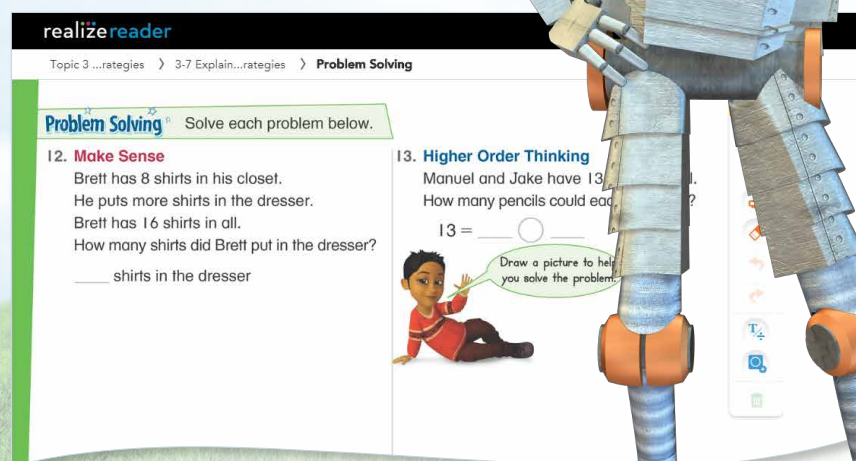 realizereader
Topic 3 ...rategies > 3-7 Explain...rategies > Problem Solving
Problem Solving Solve each problem below.
12. Make Sense
Brett has 8 shirts in his closet.
He puts more shirts in the dresser.
Brett has 16 shirts in all.
How many shirts did Brett put in the dresser?
____ shirts in the dresser
13. Higher Order Thinking
Manuel and Jake have 13
How many pencils could ?
13 = ____ ◯ ____
Draw a picture to help
you solve the problem.